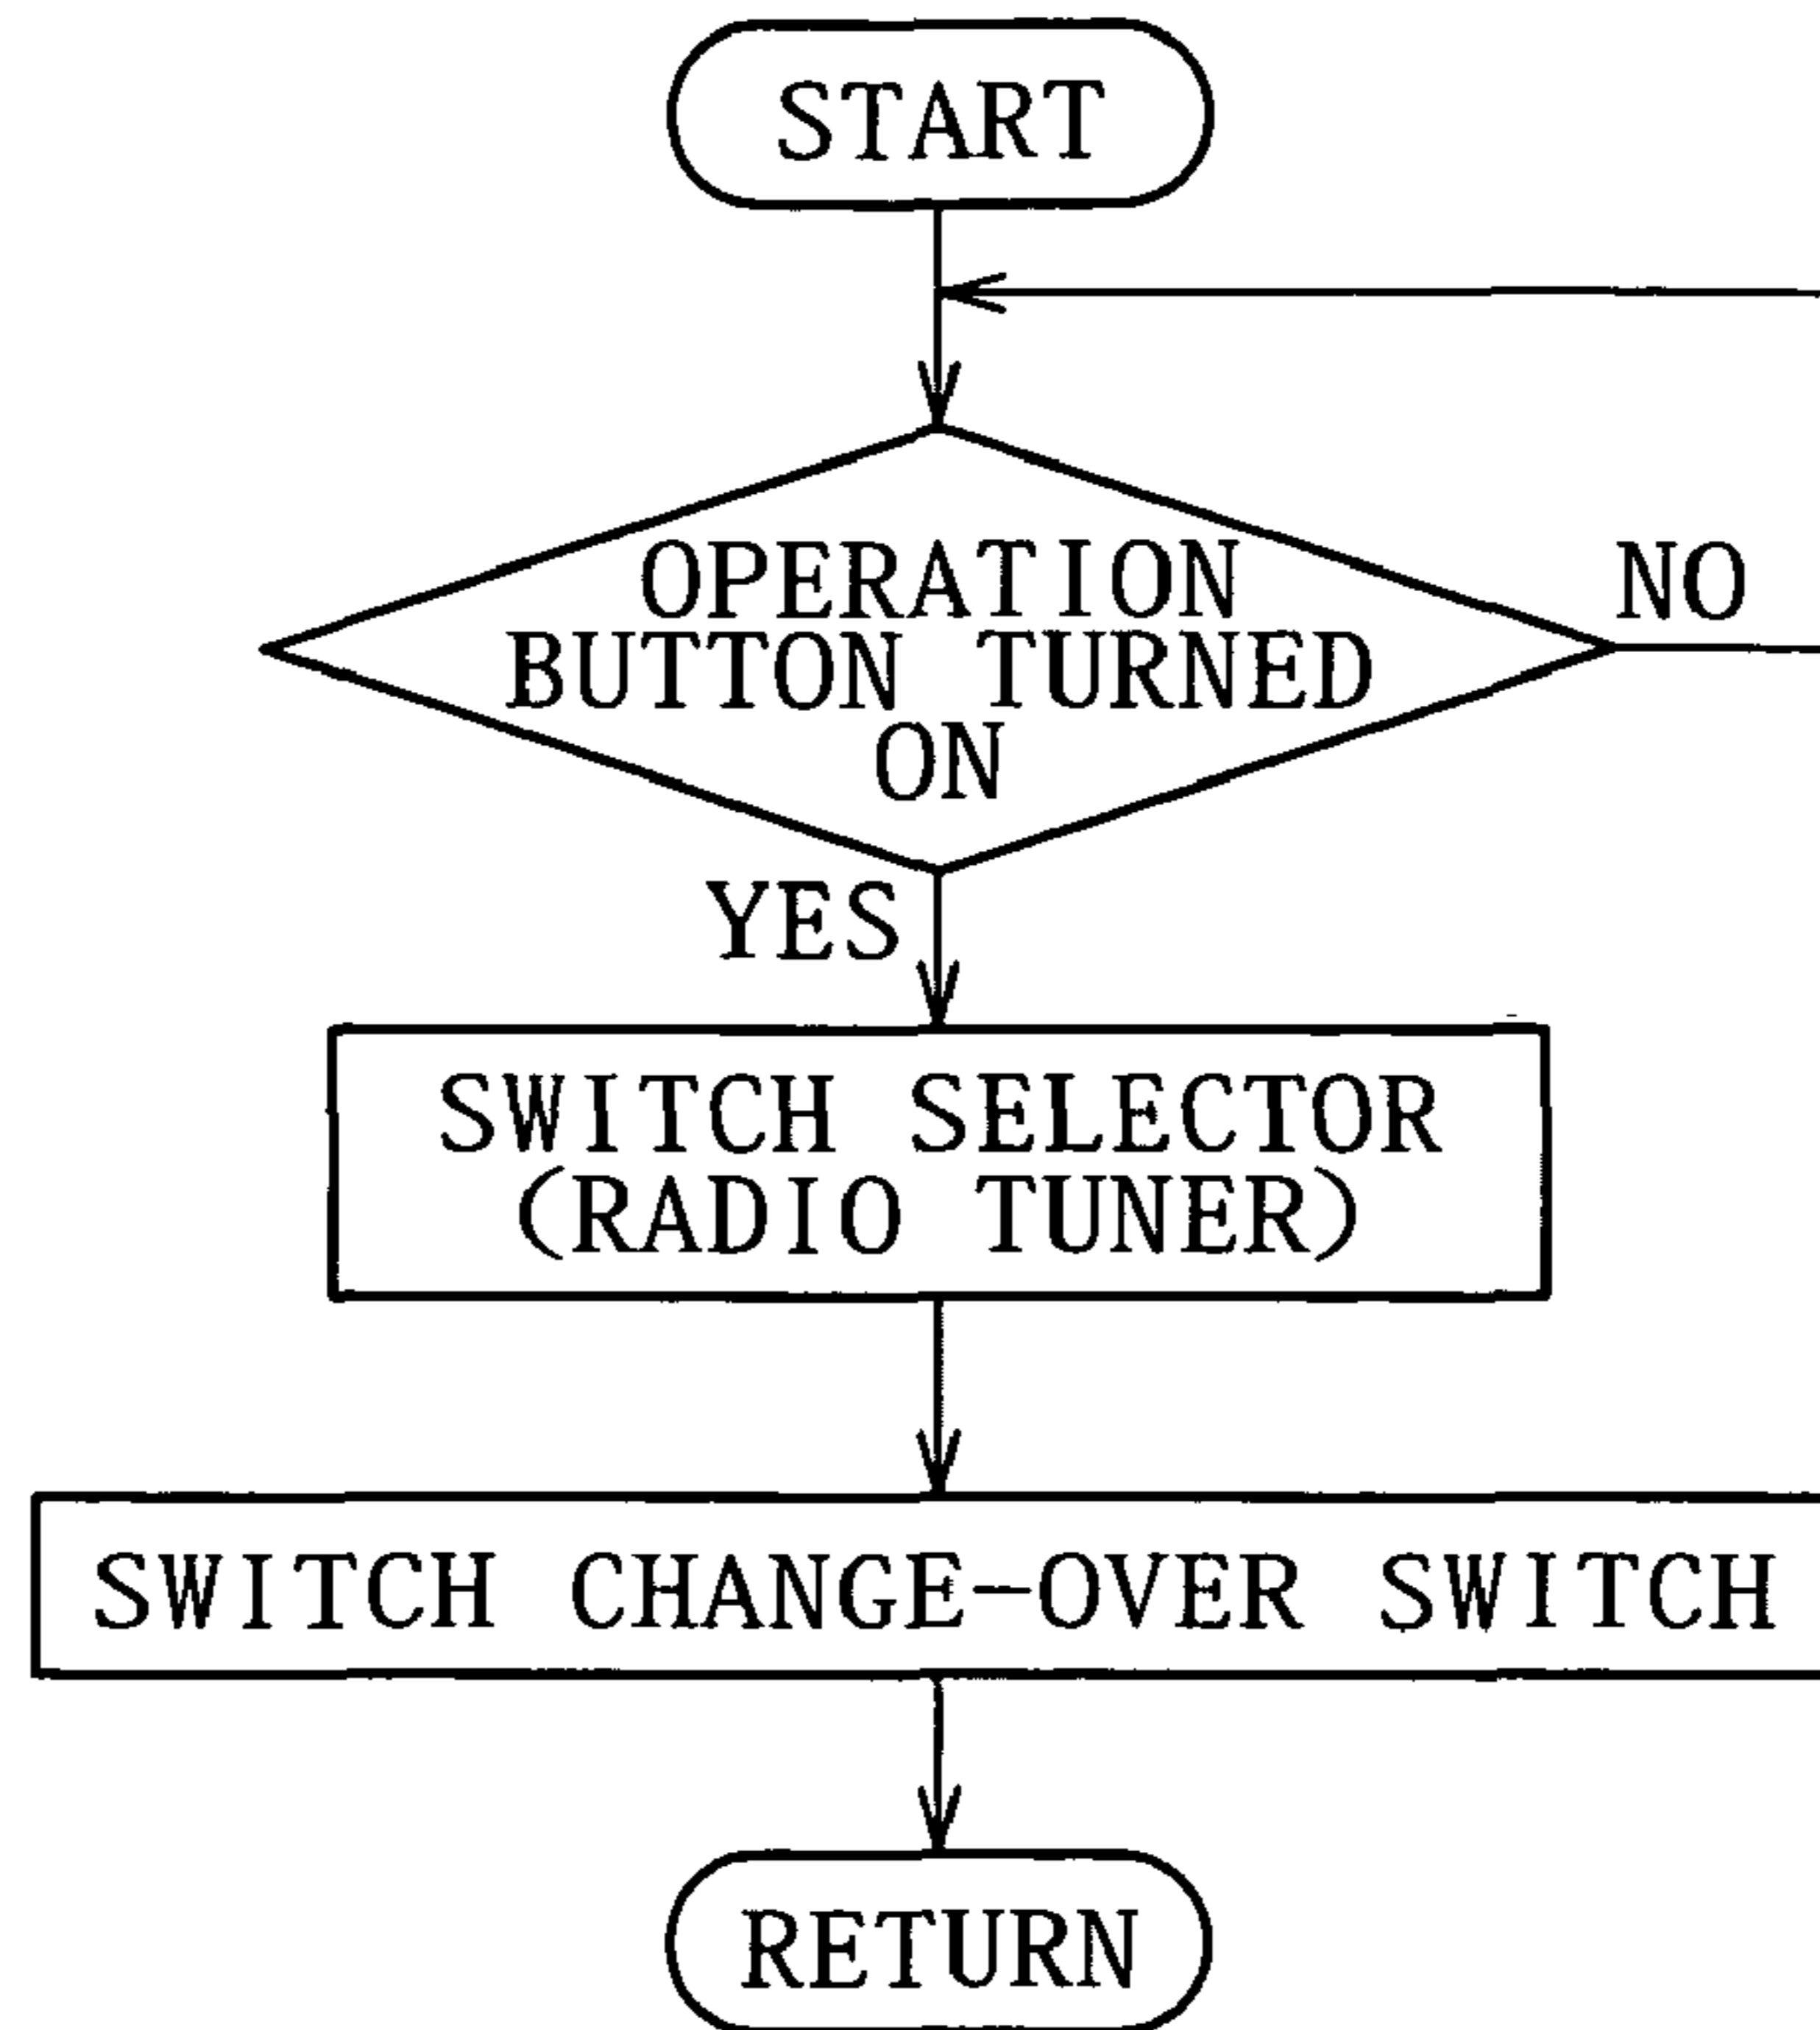 START
OPERATION
BUTTON TURNED
ON
NO
YES
SWITCH SELECTOR
(RADIO TUNER)
SWITCH CHANGE-OVER SWITCH
RETURN